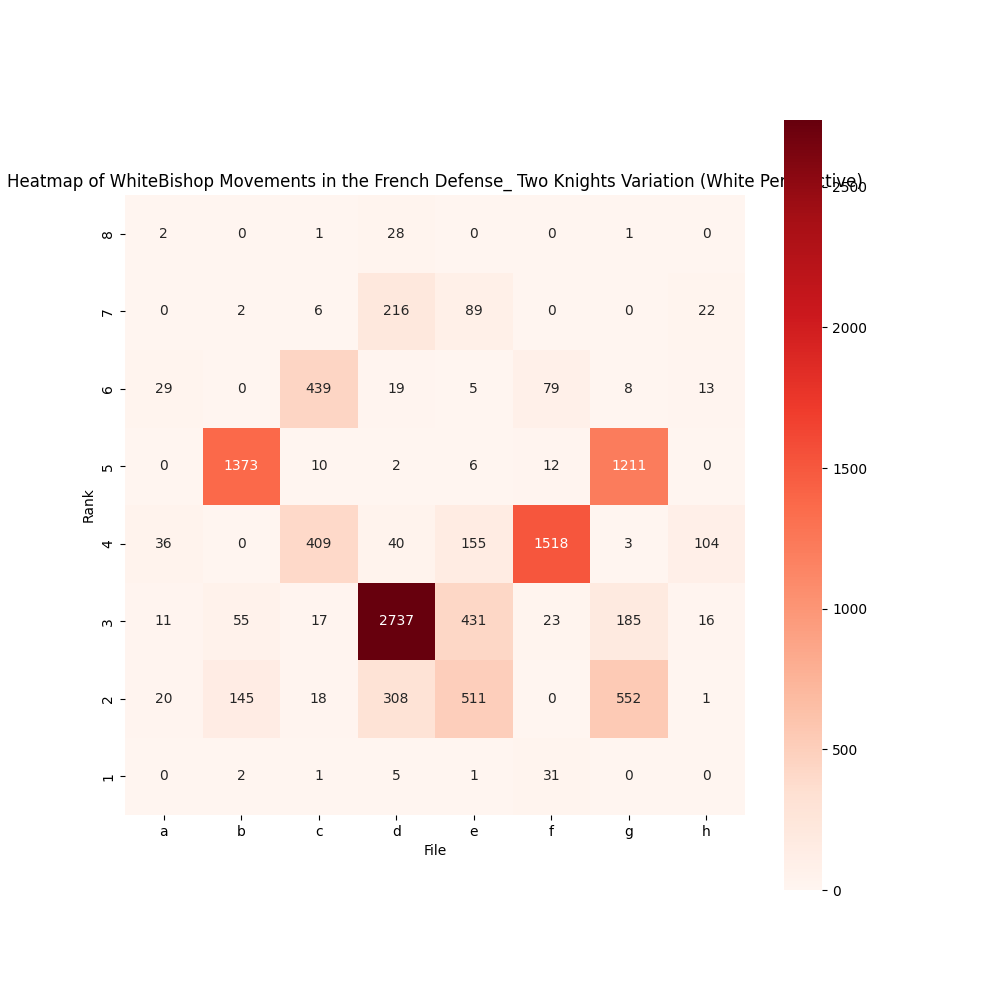 Heatmap of WhiteBishop Movements in the French Defense_ Two Knights Variation (White Per ctive)
2500
8 2 0 1 28 0 0 1 0
7 0 2 6 216 89 0 0 22
2000
6 29 0 439 19 5 79 8 13
5 0 1373 10 2 6 12 1211 0
1500
Rank
4 36 0 409 40 155 1518 3 104
1000
3 11 55 17 2737 431 23 185 16
2 20 145 18 308 511 0 552 1
500
1 0 2 1 5 1 31 0 0
a b c d e f g h
File
0